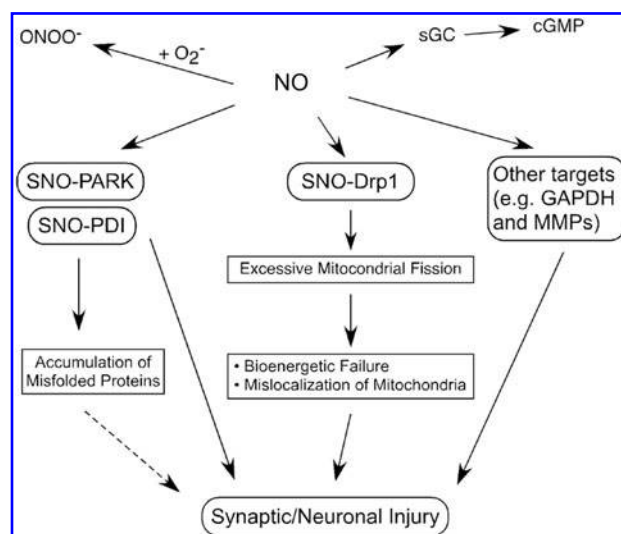 ONOO-
+ O2-
NO
sGC
cGMP
SNO-PARK
SNO-PDI
SNO-Drp1
Other targets
(e.g. GAPDH
and MMPs)
Excessive Mitocondrial Fission
Accumulation of
Misfolded Proteins
• Bioenergetic Failure
• Mislocalization of Mitochondria
Synaptic/Neuronal Injury